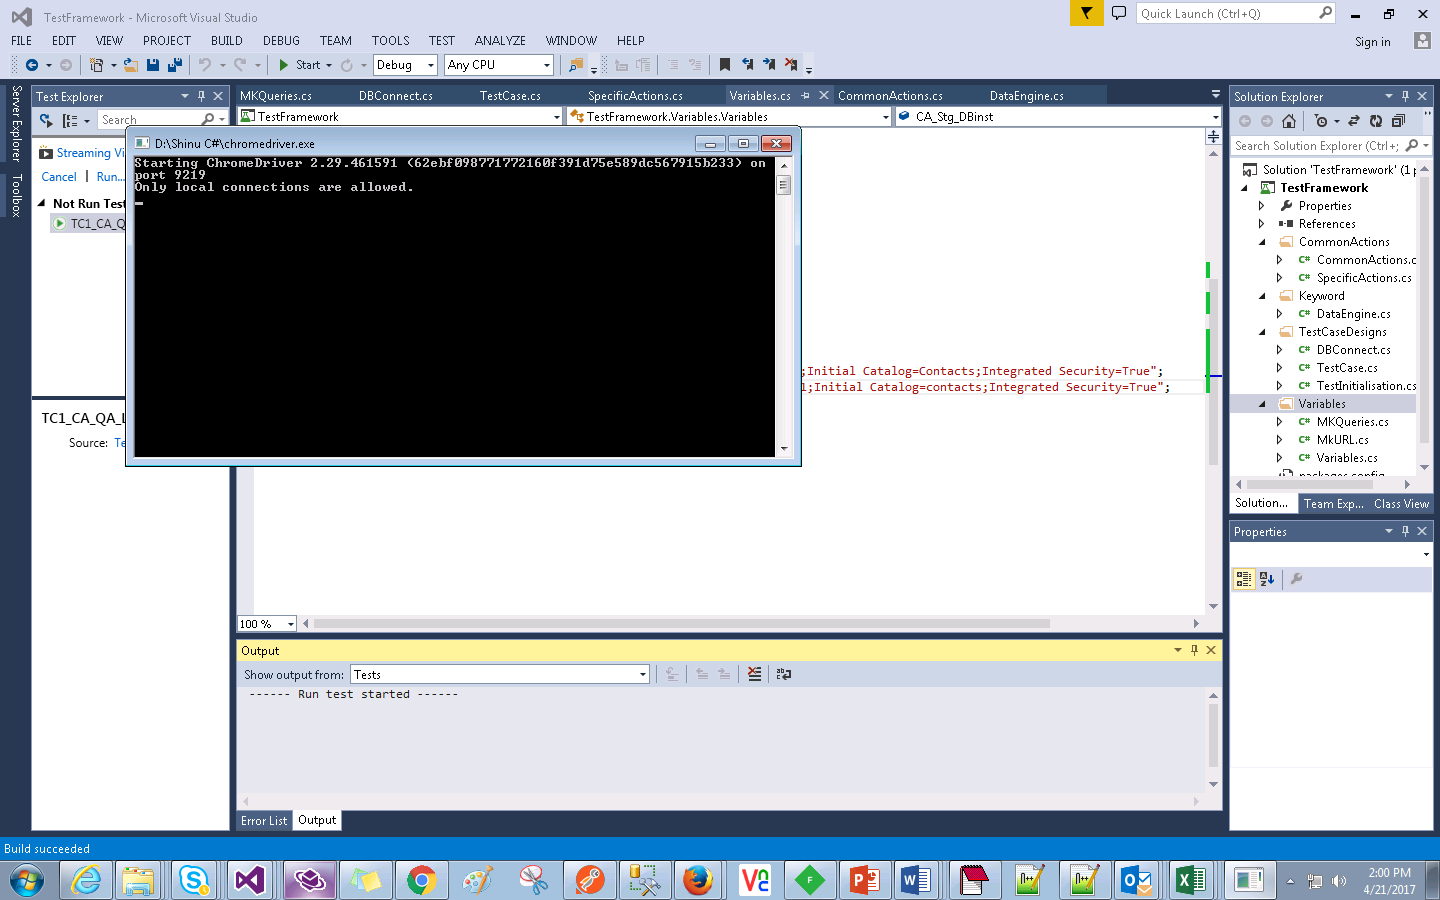 TestFramework - Microsoft Visual Studio
Quick Launch (Ctrl+Q)
FILE EDIT VIEW PROJECT BUILD DEBUG TEAM TOOLS TEST ANALYZE WINDOW HELP
Sign in
Start Debug Any CPU
Server Explorer
Toolbox
Test Explorer
Search
Streaming Vi
Cancel Run...
Not Run Test
TC1_CA_Q
TC1_CA_QA_L
Source: Te
MKQueries.cs DBConnect.cs TestCase.cs SpecificActions.cs Variables.cs CommonActions.cs DataEngine.cs
TestFramework TestFramework.Variables.Variables CA_Stg_DBinst
D:\Shinu C#\chromedriver.exe
Starting ChromeDriver 2.29.461591 (62ebf098771772160f391d75e589dc567915b233) on
port 9219
Only local connections are allowed.
;Initial Catalog=Contacts;Integrated Security=True";
1;Initial Catalog=contacts;Integrated Security=True";
100 %
Output
Show output from: Tests
------ Run test started ------
Error List Output
Solution Explorer
Search Solution Explorer (Ctrl+;
Solution 'TestFramework' (1 p
TestFramework
Properties
References
CommonActions
CommonActions.c
SpecificActions.cs
Keyword
DataEngine.cs
TestCaseDesigns
DBConnect.cs
TestCase.cs
TestInitialisation.cs
Variables
MKQueries.cs
MkURL.cs
Variables.cs
packages.config
Solution... Team Exp... Class View
Properties
Build succeeded
2:00 PM
4/21/2017